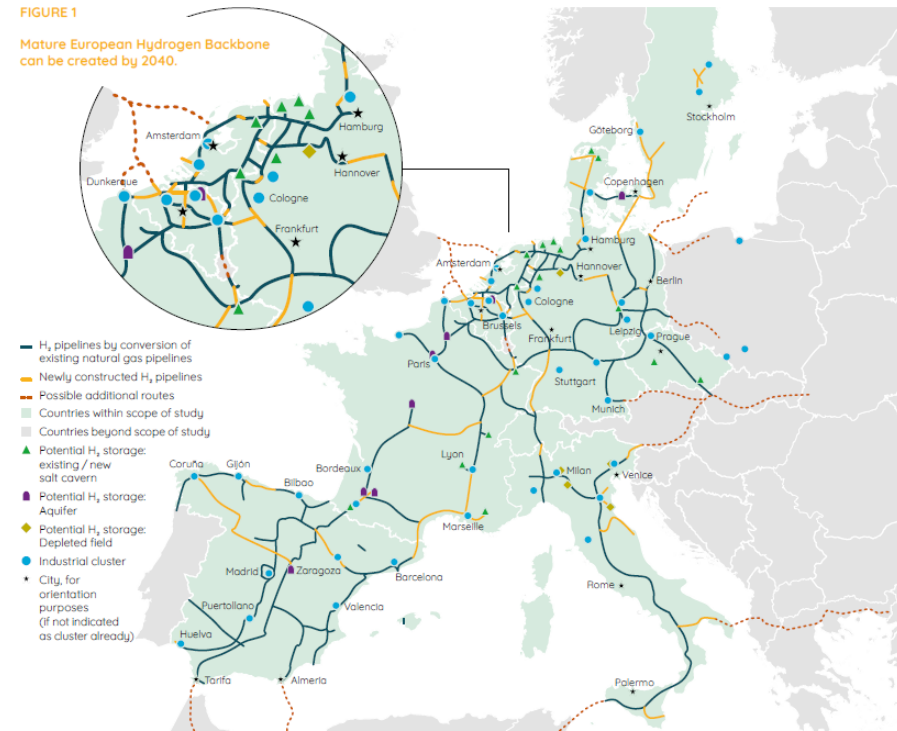 FIGURE 1
Mature European Hydrogen Backbone
can be created by 2040.
Amsterdam
Hamburg
Hannover
Dunkerque
Cologne
Frankfurt
Stockholm
Göteborg
Copenhagen
Hamburg
Amsterdam
Hannover
Berlin
Cologne
Brussels
Frankfurt
Leipzig
Prague
Paris
Stuttgart
Munich
Lyon
Milan
Venice
Coruña
Gijón
Bilbao
Bordeaux
Marseille
Madrid
Zaragoza
Barcelona
Rome
Puertollano
Valencia
Huelva
Tarifa
Almeria
Palermo
H₂ pipelines by conversion of
existing natural gas pipelines
Newly constructed H₂ pipelines
Possible additional routes
Countries within scope of study
Countries beyond scope of study
Potential H₂ storage:
existing / new
salt cavern
Potential H₂ storage:
Aquifer
Potential H₂ storage:
Depleted field
Industrial cluster
City, for
orientation
purposes
(if not indicated
as cluster already)